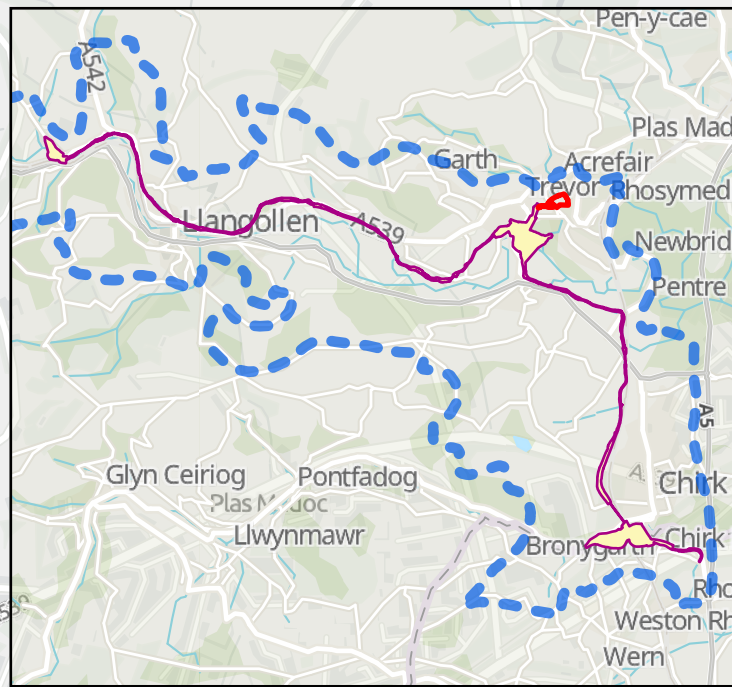 Pen-y-cae
A542
Plas Mad
Garth
Acrefair
Trevor
Rhosymed
Llangollen
A539
Newbrid
Pentre
A5
Glyn Ceiriog
Pontfadog
Chirk
Plas Madoc
Llwynmawr
Bronygarth
Chirk
Rho
Weston Rh
Wern